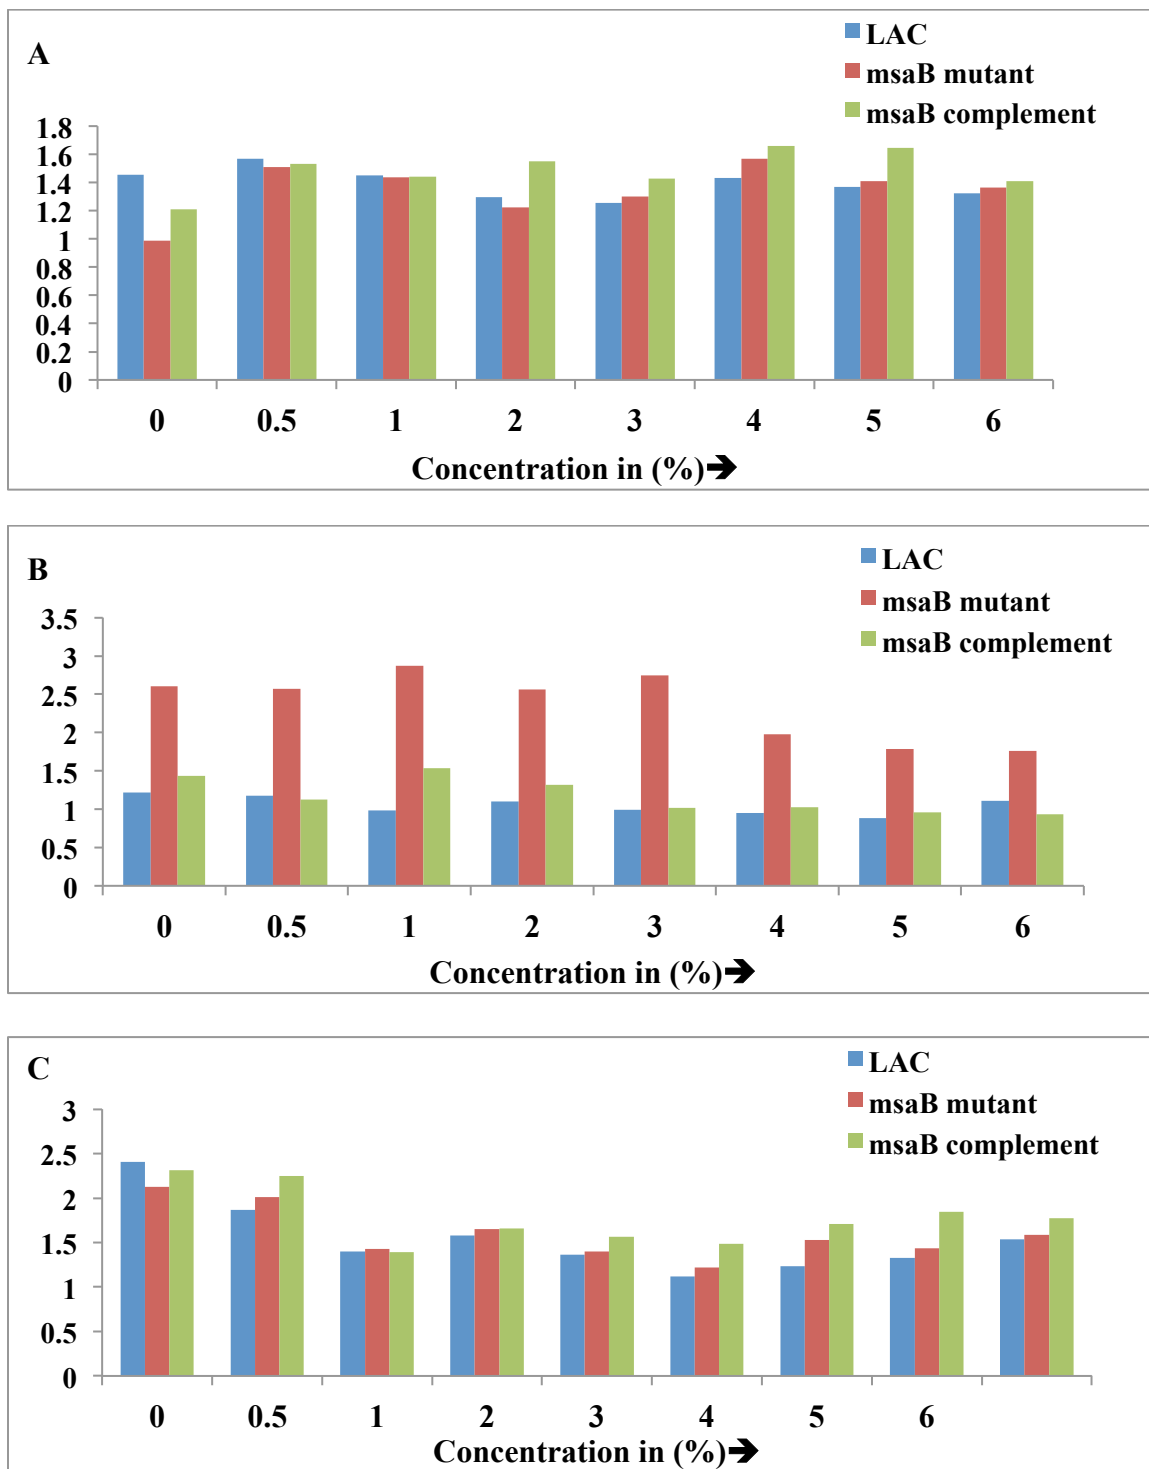 A
LAC
msaB mutant
msaB complement
1.8
1.6
1.4
1.2
1
0.8
0.6
0.4
0.2
0
0 0.5 1 2 3 4 5 6
Concentration in (%)➔
B
LAC
msaB mutant
msaB complement
3.5
3
2.5
2
1.5
1
0.5
0
0 0.5 1 2 3 4 5 6
Concentration in (%)➔
C
LAC
msaB mutant
msaB complement
3
2.5
2
1.5
1
0.5
0
0 0.5 1 2 3 4 5 6
Concentration in (%)➔